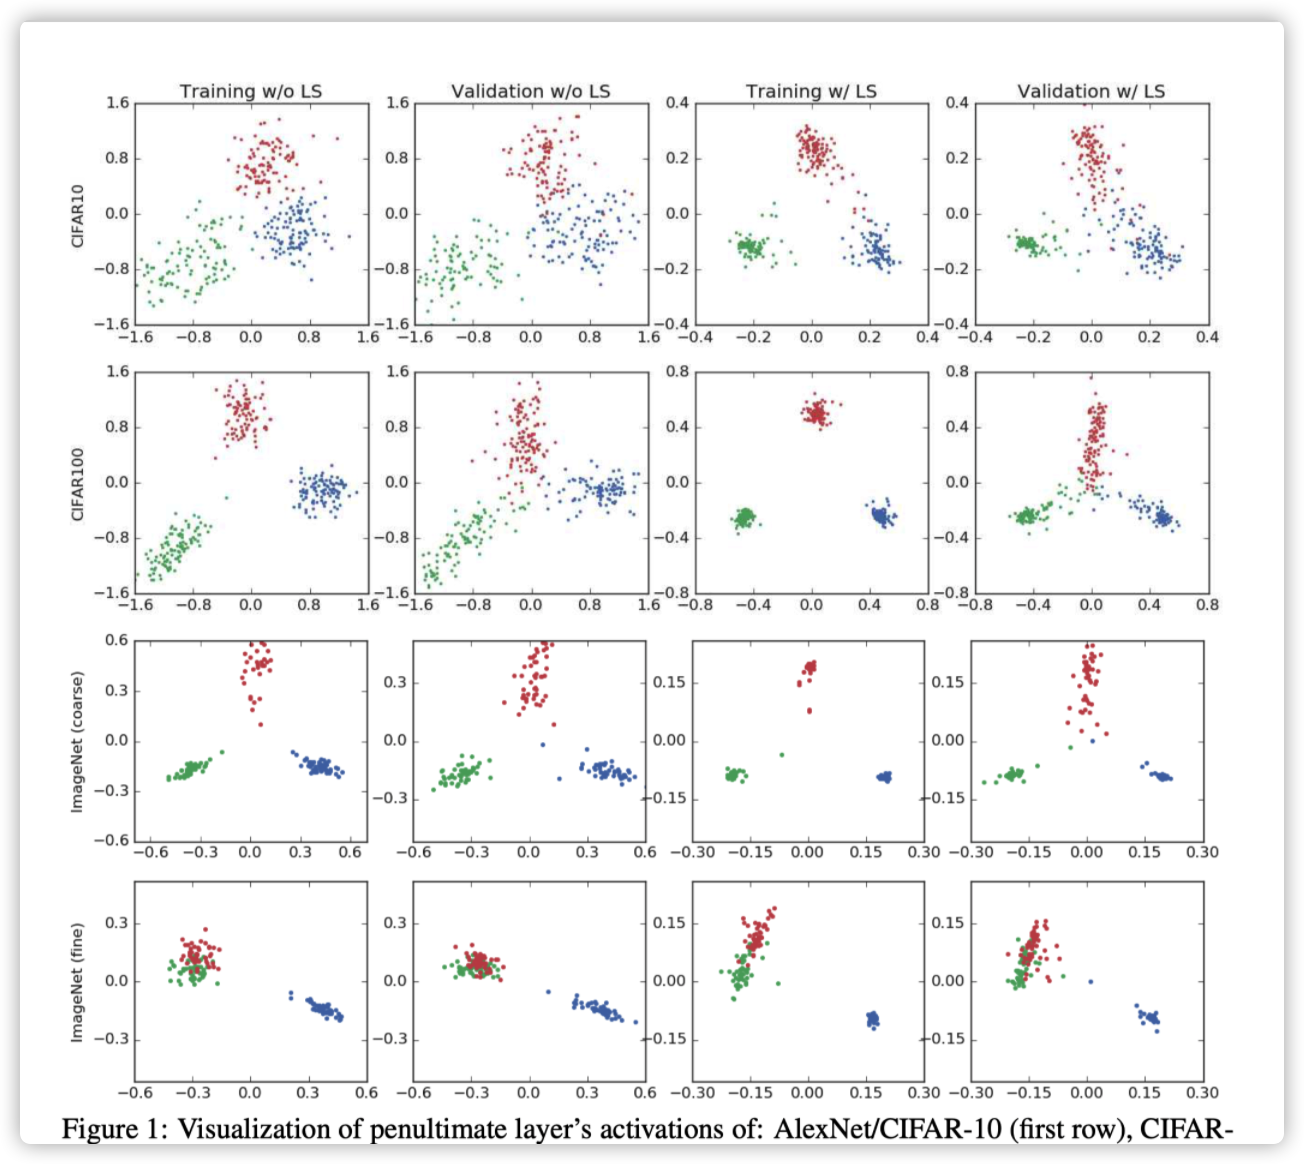 Training w/o LS Validation w/o LS Training w/ LS Validation w/ LS
CIFAR10
1.6 1.6 0.4 0.4
0.8 0.8 0.2 0.2
0.0 0.0 0.0 0.0
−0.8 −0.8 −0.2 −0.2
−1.6 −1.6 −0.4 −0.4
−1.6 −0.8 0.0 0.8 1.6 −1.6 −0.8 0.0 0.8 1.6 −0.4 −0.2 0.0 0.2 0.4 −0.4 −0.2 0.0 0.2 0.4
CIFAR100
1.6 1.6 0.8 0.8
0.8 0.8 0.4 0.4
0.0 0.0 0.0 0.0
−0.8 −0.8 −0.4 −0.4
−1.6 −1.6 −0.8 −0.8
−1.6 −0.8 0.0 0.8 1.6 −1.6 −0.8 0.0 0.8 1.6 −0.8 −0.4 0.0 0.4 0.8 −0.8 −0.4 0.0 0.4 0.8
ImageNet (coarse)
0.6
0.3 0.3 0.15 0.15
0.0 0.0 0.00 0.00
−0.3 −0.3 −0.15 −0.15
−0.6
−0.6 −0.3 0.0 0.3 0.6 −0.6 −0.3 0.0 0.3 0.6 −0.30 −0.15 0.00 0.15 0.30 −0.30 −0.15 0.00 0.15 0.30
ImageNet (fine)
0.3 0.3 0.15 0.15
0.0 0.0 0.00 0.00
−0.3 −0.3 −0.15 −0.15
−0.6 −0.3 0.0 0.3 0.6 −0.6 −0.3 0.0 0.3 0.6 −0.30 −0.15 0.00 0.15 0.30 −0.30 −0.15 0.00 0.15 0.30
Figure 1: Visualization of penultimate layer's activations of: AlexNet/CIFAR-10 (first row), CIFAR-